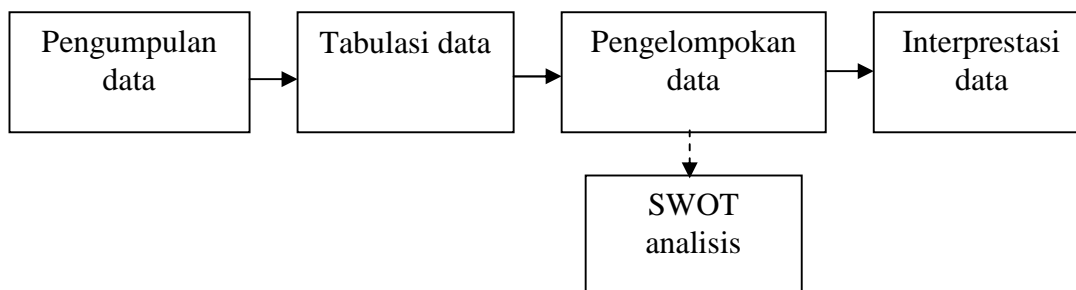 Pengumpulan
data
Tabulasi data
Pengelompokan
data
Interprestasi
data
SWOT
analisis